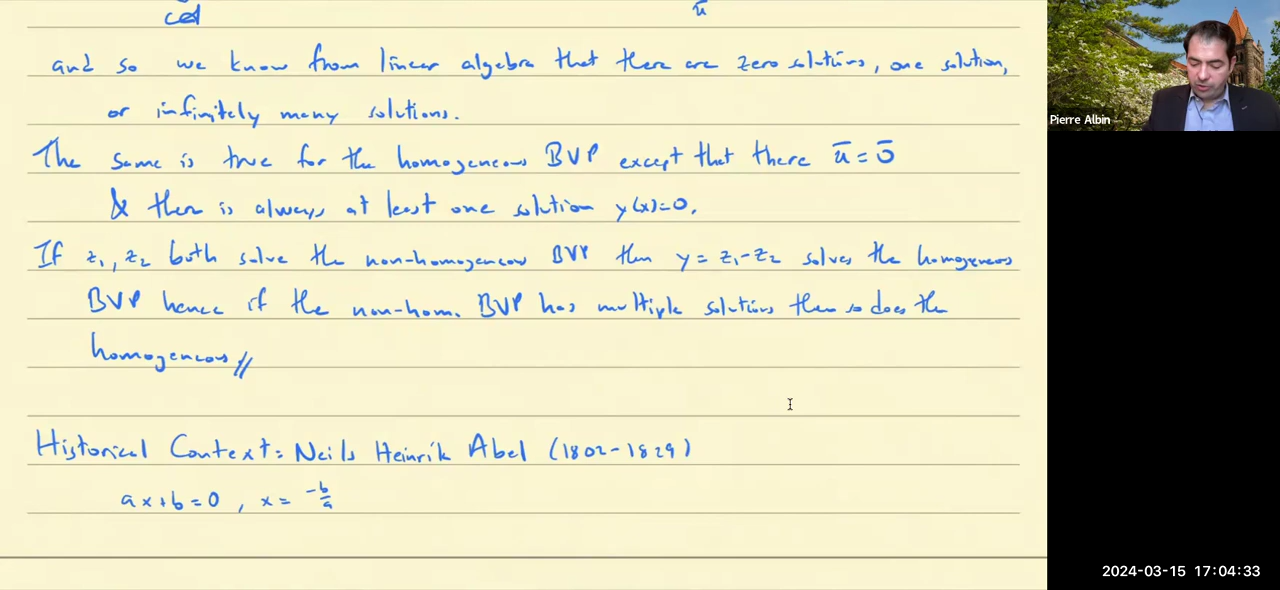 ū
and so we know from linear algebra that there are zero solutions, one solution,
or infinitely many solutions.
The same is true for the homogeneous BVP except that there ū = 0̄
& there is always at least one solution y(x)=0.
If z₁, z₂ both solve the non-homogeneous BVP then y = z₁-z₂ solves the homogeneous
BVP hence if the non-hom. BVP has multiple solutions then so does the
homogeneous //
Historical Context: Neils Heinrik Abel (1802-1829)
ax+b=0, x= -b/a
Pierre Albin
2024-03-15 17:04:33